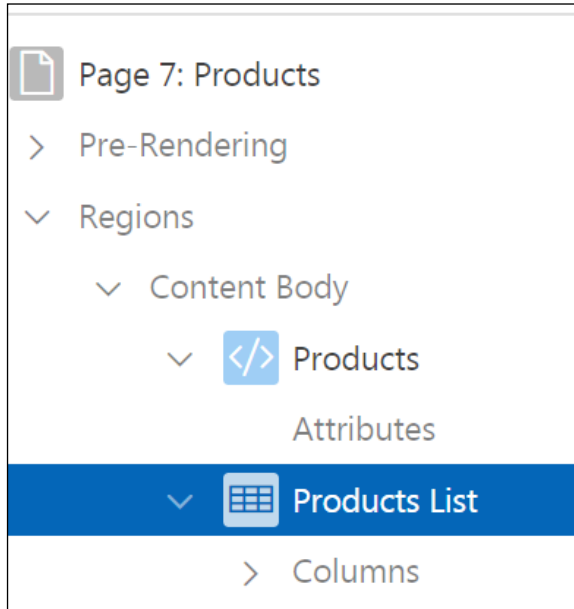 Page 7: Products
Pre-Rendering
Regions
Content Body
</> Products
Attributes
Products List
Columns